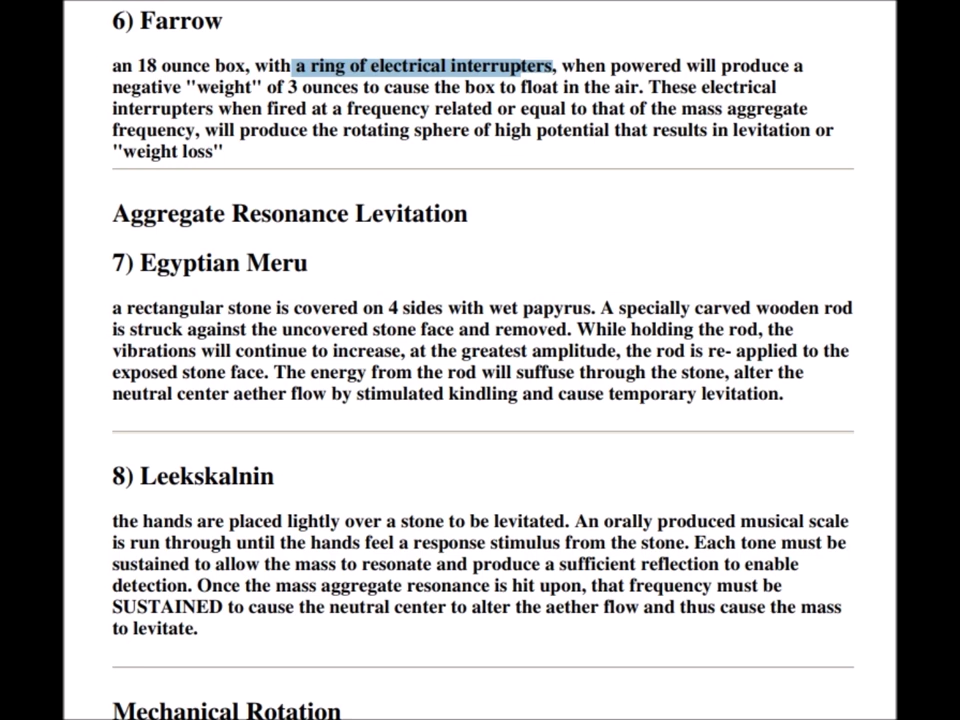 6) Farrow
an 18 ounce box, with a ring of electrical interrupters, when powered will produce a
negative "weight" of 3 ounces to cause the box to float in the air. These electrical
interrupters when fired at a frequency related or equal to that of the mass aggregate
frequency, will produce the rotating sphere of high potential that results in levitation or
"weight loss"
Aggregate Resonance Levitation
7) Egyptian Meru
a rectangular stone is covered on 4 sides with wet papyrus. A specially carved wooden rod
is struck against the uncovered stone face and removed. While holding the rod, the
vibrations will continue to increase, at the greatest amplitude, the rod is re- applied to the
exposed stone face. The energy from the rod will suffuse through the stone, alter the
neutral center aether flow by stimulated kindling and cause temporary levitation.
8) Leekskalnin
the hands are placed lightly over a stone to be levitated. An orally produced musical scale
is run through until the hands feel a response stimulus from the stone. Each tone must be
sustained to allow the mass to resonate and produce a sufficient reflection to enable
detection. Once the mass aggregate resonance is hit upon, that frequency must be
SUSTAINED to cause the neutral center to alter the aether flow and thus cause the mass
to levitate.
Mechanical Rotation